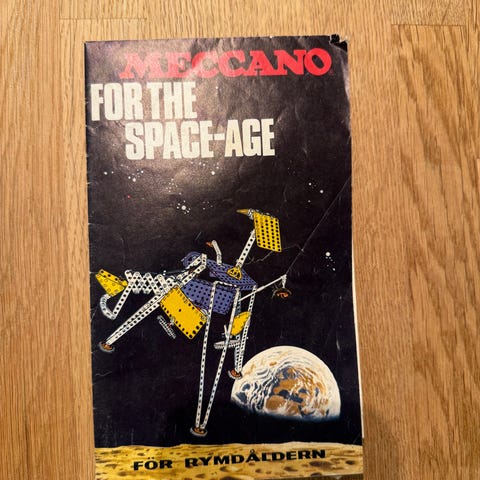 MECCANO
FOR THE
SPACE-AGE
FÖR RYMDÅLDERN